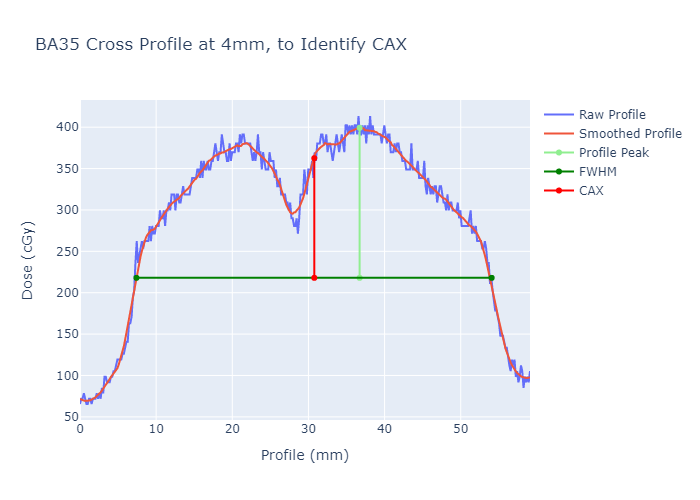 BA35 Cross Profile at 4mm, to Identify CAX
Raw Profile
Smoothed Profile
Profile Peak
FWHM
CAX
400
350
300
250
200
150
100
50
0
10
20
30
40
50
Dose (cGy)
Profile (mm)